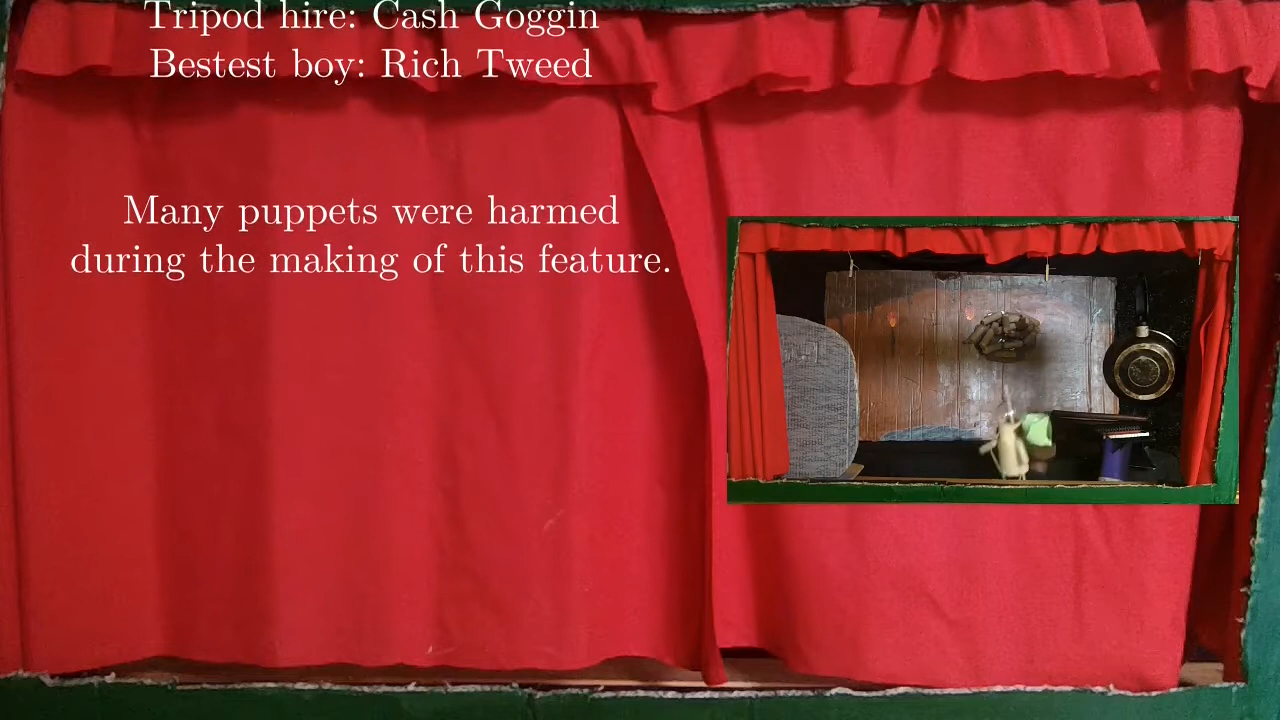 Tripod hire: Cash Goggin
Bestest boy: Rich Tweed
Many puppets were harmed
during the making of this feature.